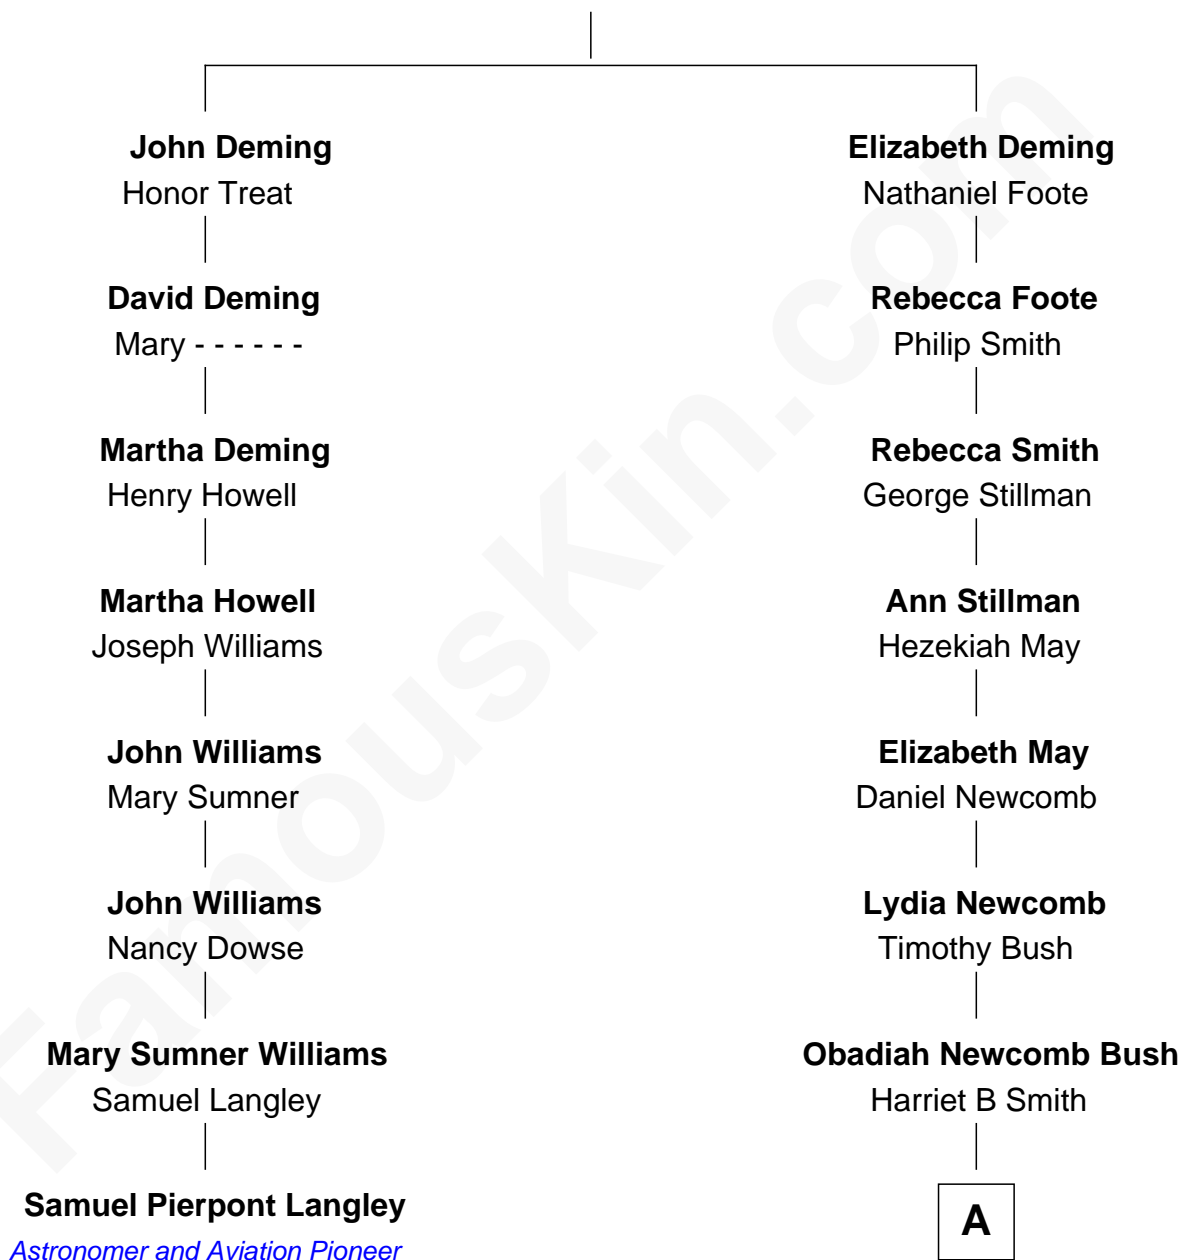 John Deming
Honor Treat
David Deming
Mary - - - - - -
Martha Deming
Henry Howell
Martha Howell
Joseph Williams
John Williams
Mary Sumner
John Williams
Nancy Dowse
Mary Sumner Williams
Samuel Langley
Samuel Pierpont Langley
Astronomer and Aviation Pioneer
Elizabeth Deming
Nathaniel Foote
Rebecca Foote
Philip Smith
Rebecca Smith
George Stillman
Ann Stillman
Hezekiah May
Elizabeth May
Daniel Newcomb
Lydia Newcomb
Timothy Bush
Obadiah Newcomb Bush
Harriet B Smith
A
FamousKin.com